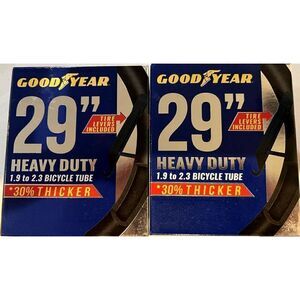 GOODYEAR
29"
TIRE
LEVERS
INCLUDED
HEAVY DUTY
1.9 to 2.3 BICYCLE TUBE
*30% THICKER
GOODYEAR
29"
TIRE
LEVERS
INCLUDED
HEAVY DUTY
1.9 to 2.3 BICYCLE TUBE
*30% THICKER